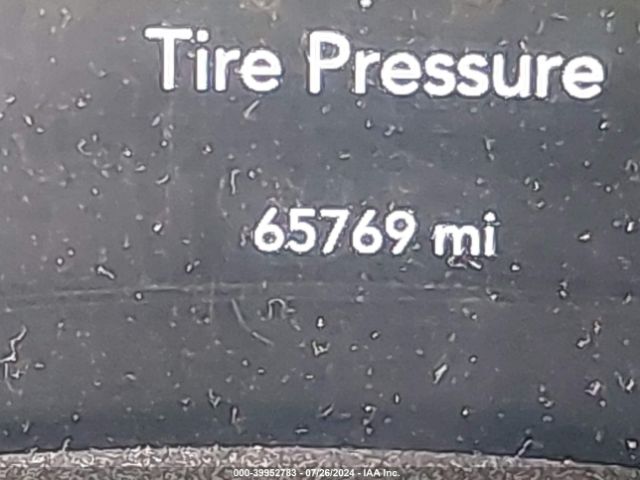 Tire Pressure
65769 mi
000-39952783 - 07/26/2024 - IAA Inc.